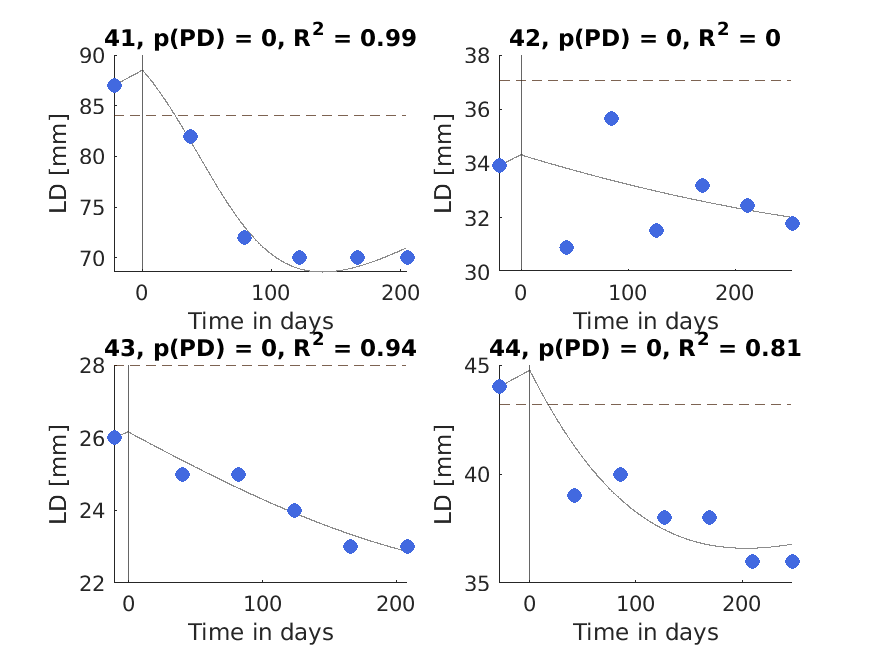 41, p(PD) = 0, R² = 0.99
90
85
80
75
70
LD [mm]
0
100
200
Time in days
42, p(PD) = 0, R² = 0
38
36
34
32
30
LD [mm]
0
100
200
Time in days
43, p(PD) = 0, R² = 0.94
28
26
24
22
LD [mm]
0
100
200
Time in days
44, p(PD) = 0, R² = 0.81
45
40
35
LD [mm]
0
100
200
Time in days